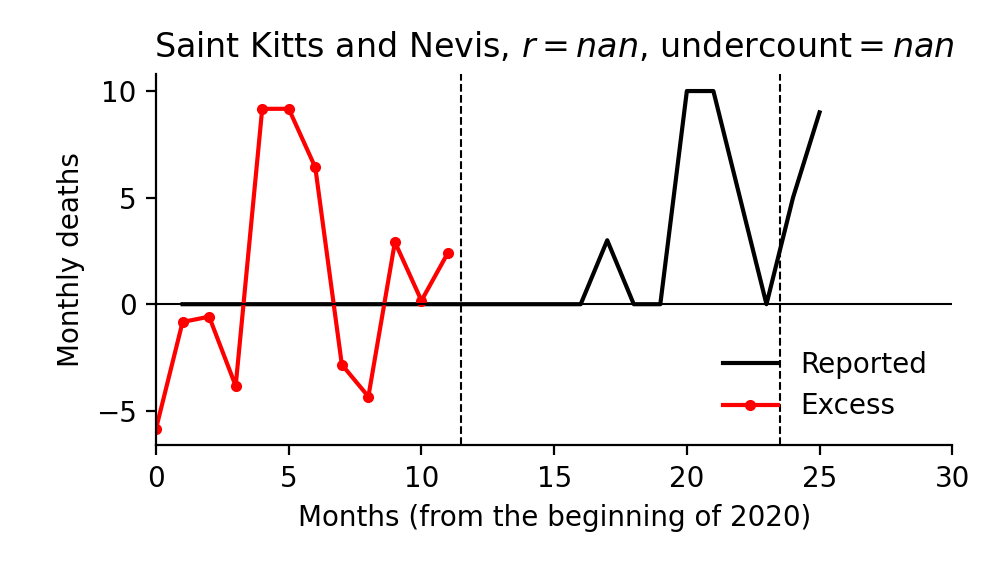 Saint Kitts and Nevis, r = nan, undercount = nan
Monthly deaths
10
5
0
−5
Reported
Excess
0 5 10 15 20 25 30
Months (from the beginning of 2020)